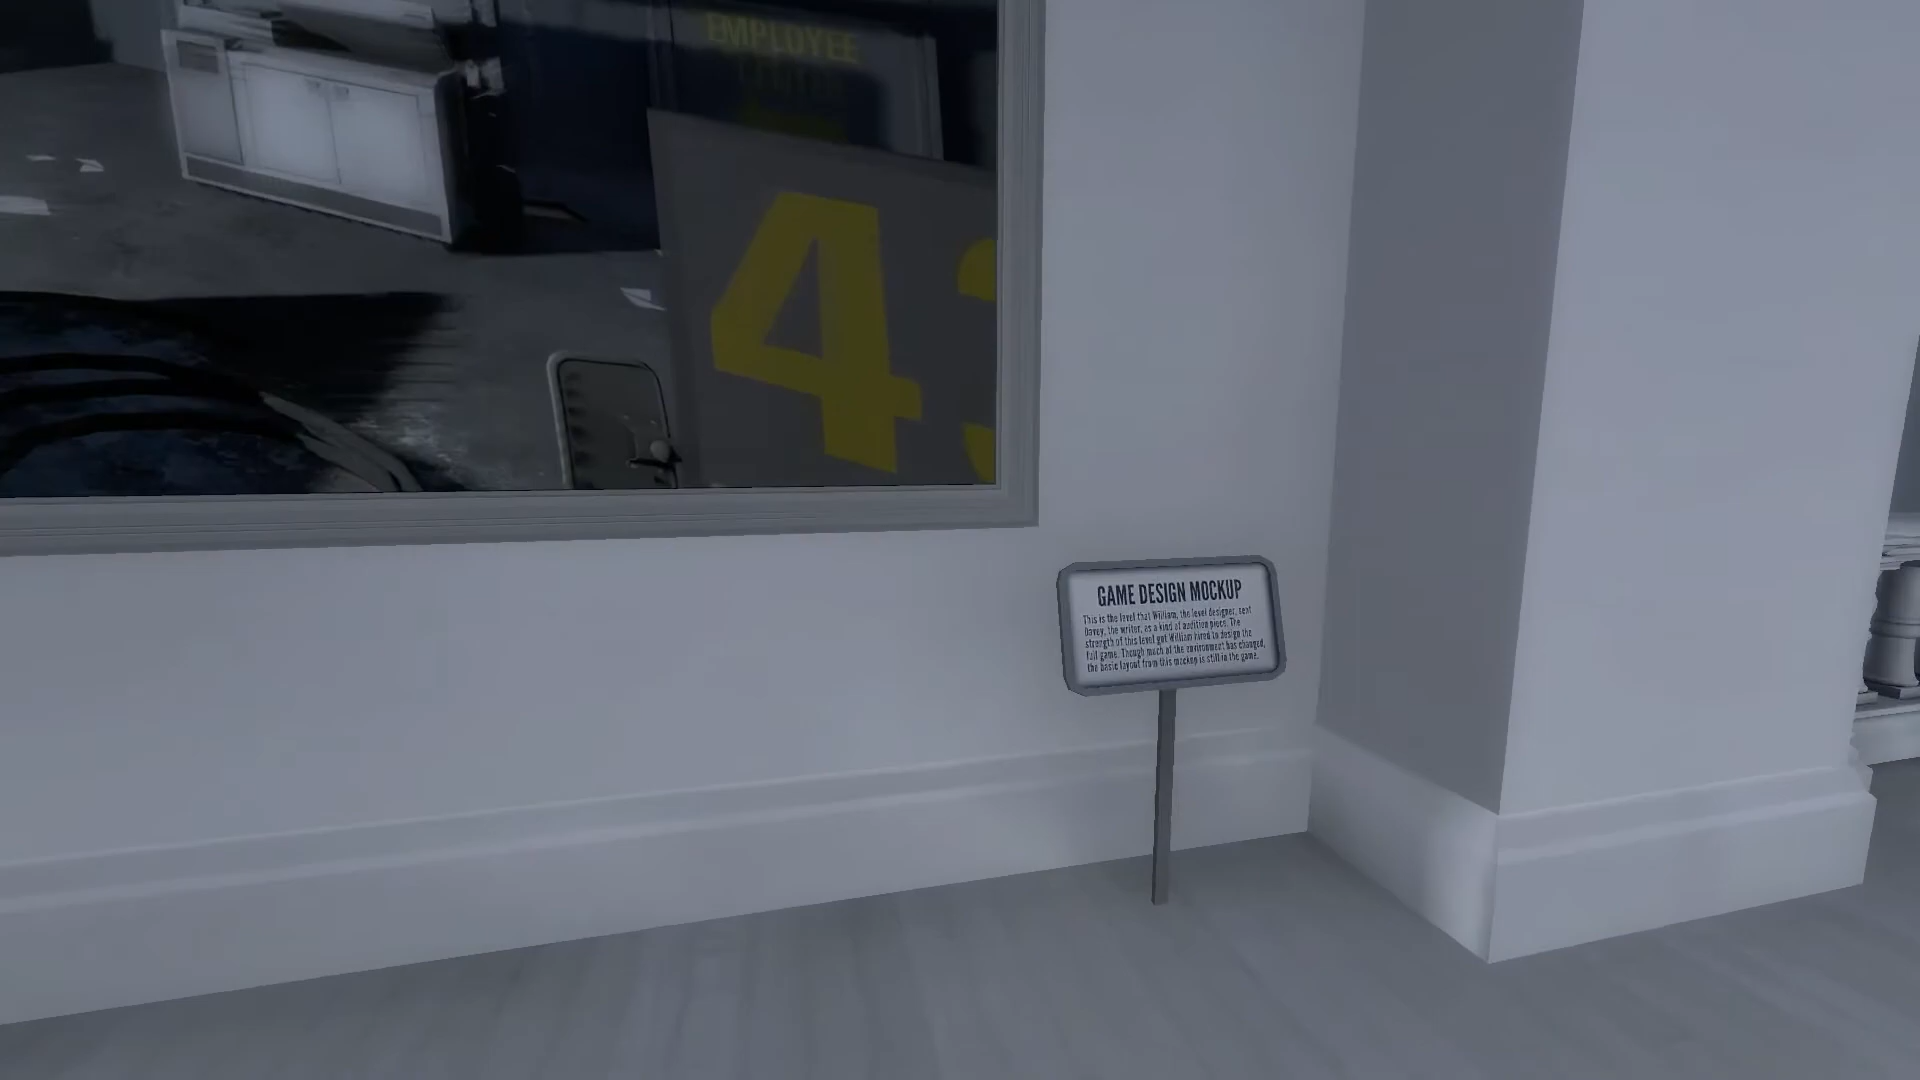 EMPLOYEE
4
GAME DESIGN MOCKUP
This is the level that William, the level designer, sent
Davey, the writer, as a kind of audition piece. The
strength of this level got William hired to design the
full game. Though much of the environment has changed,
the basic layout from this mockup is still in the game.